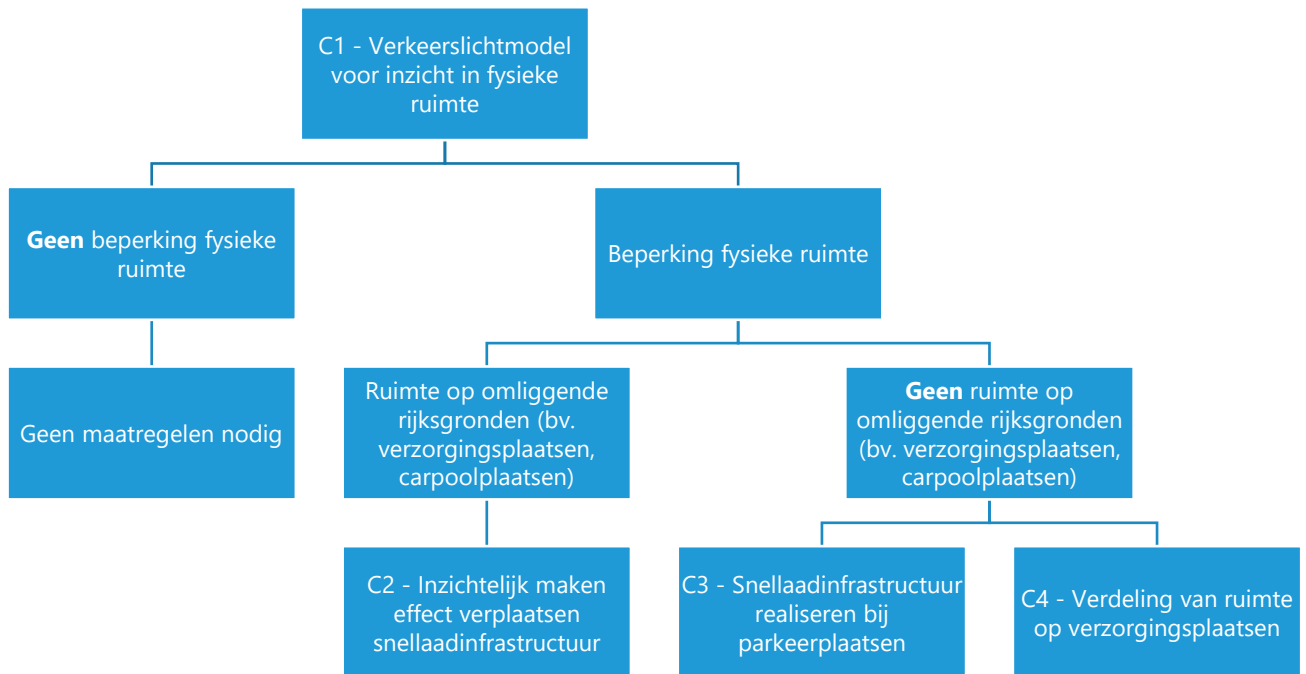 C1 - Verkeerslichtmodel
voor inzicht in fysieke
ruimte
Geen beperking fysieke
ruimte
Beperking fysieke ruimte
Geen maatregelen nodig
Ruimte op omliggende
rijksgronden (bv.
verzorgingsplaatsen,
carpoolplaatsen)
Geen ruimte op
omliggende rijksgronden
(bv. verzorgingsplaatsen,
carpoolplaatsen)
C2 - Inzichtelijk maken
effect verplaatsen
snellaadinfrastructuur
C3 - Snellaadinfrastructuur
realiseren bij
parkeerplaatsen
C4 - Verdeling van ruimte
op verzorgingsplaatsen